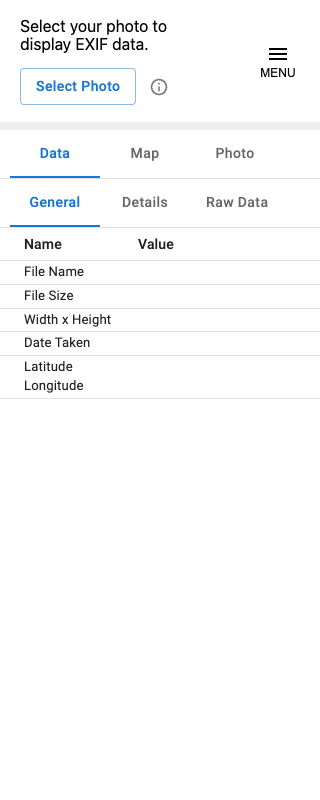 Select your photo to
display EXIF data.
MENU
Select Photo
Data Map Photo
General Details Raw Data
Name Value
File Name
File Size
Width x Height
Date Taken
Latitude
Longitude